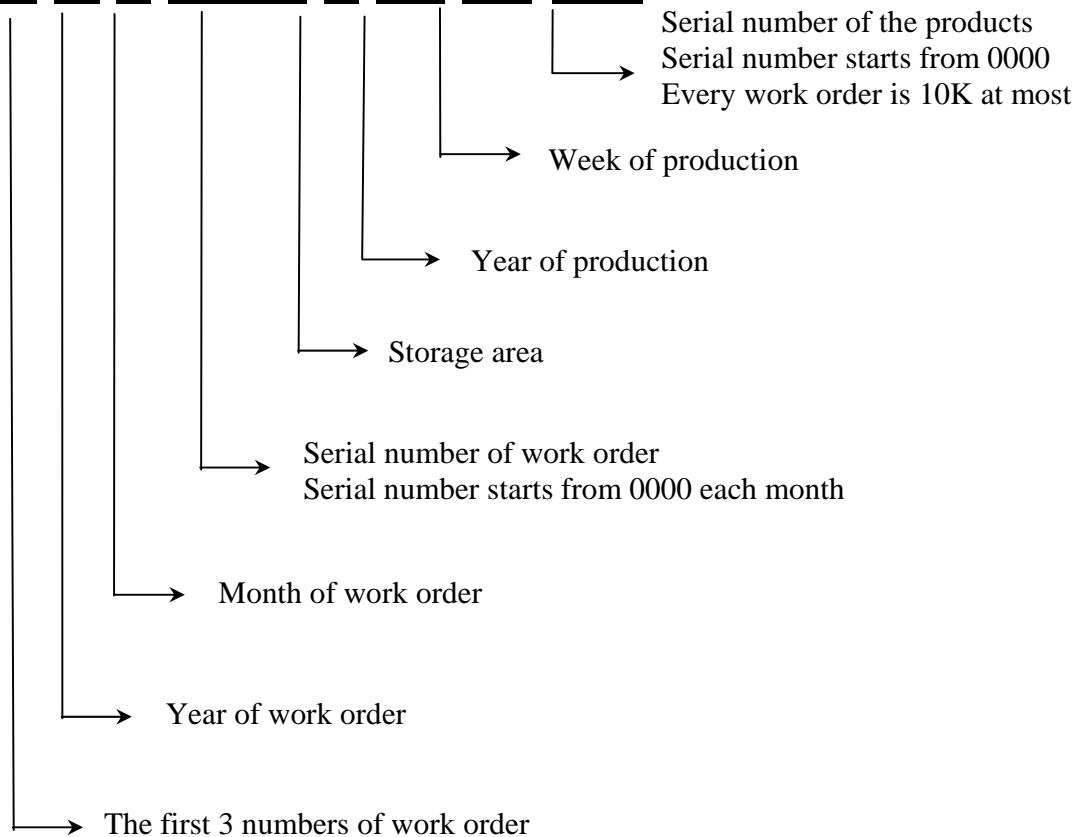 Serial number of the products
Serial number starts from 0000
Every work order is 10K at most
Week of production
Year of production
Storage area
Serial number of work order
Serial number starts from 0000 each month
Month of work order
Year of work order
The first 3 numbers of work order